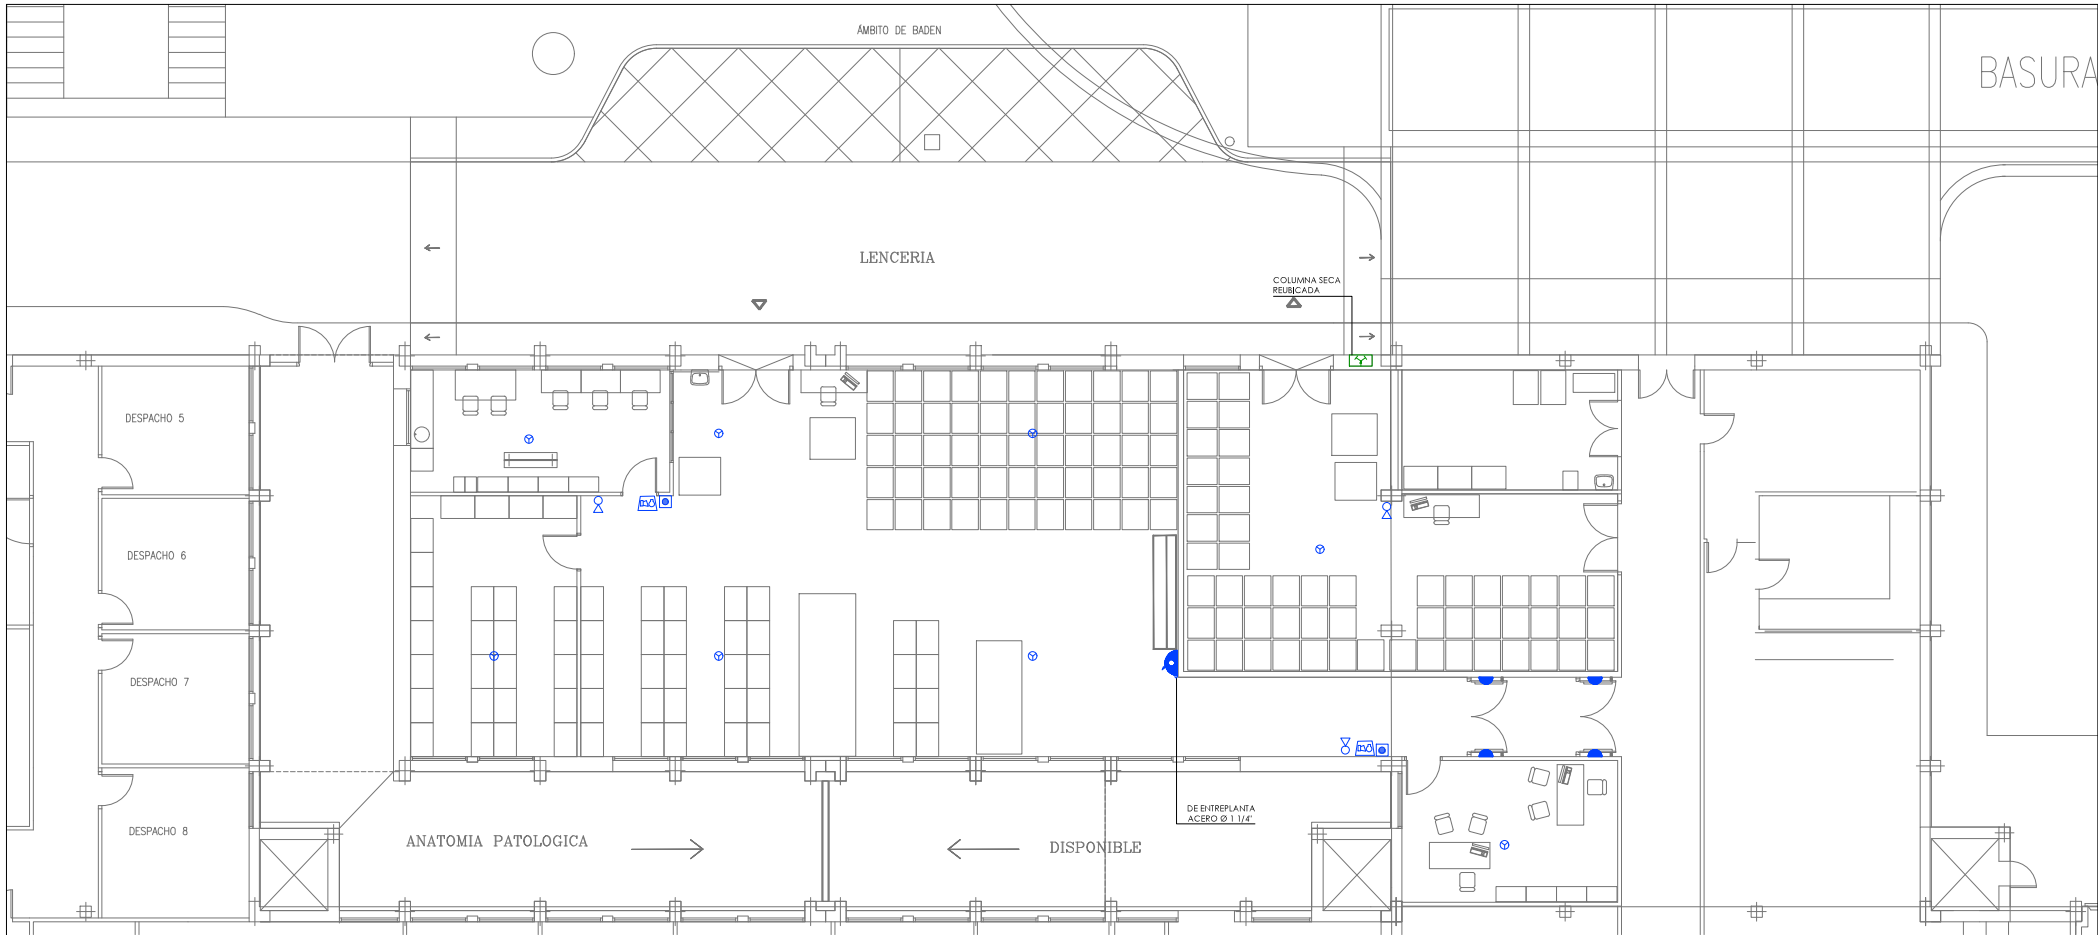 ÁMBITO DE BADEN
BASURA
LENCERIA
COLUMNA SECA
REUBICADA
DESPACHO 5
DESPACHO 6
DESPACHO 7
DESPACHO 8
DE ENTREPLANTA
ACERO Ø 1 1/4"
ANATOMIA PATOLOGICA
DISPONIBLE